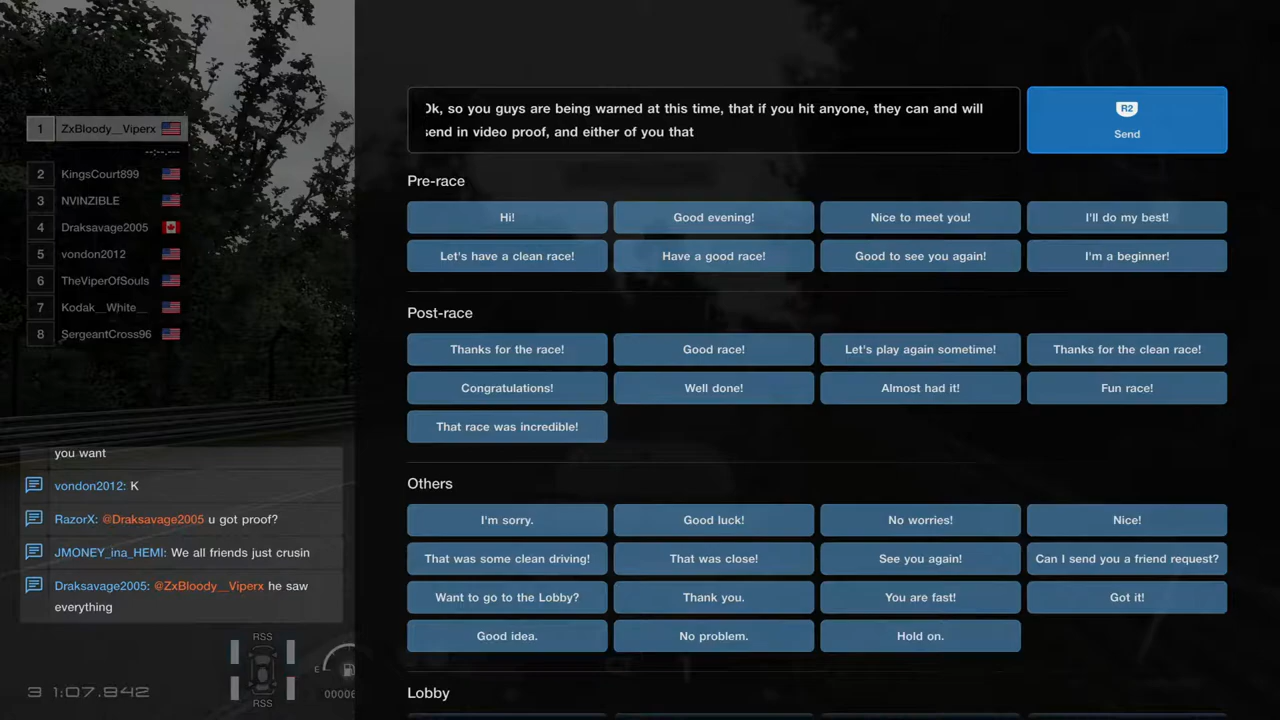 Ok, so you guys are being warned at this time, that if you hit anyone, they can and will
send in video proof, and either of you that
R2
Send
1 ZxBloody__Viperx
--:--.---
2 KingsCourt899
3 NVINZIBLE
4 Draksavage2005
5 vondon2012
6 TheViperOfSouls
7 Kodak__White__
8 SergeantCross96
Pre-race
Hi! Good evening! Nice to meet you! I'll do my best!
Let's have a clean race! Have a good race! Good to see you again! I'm a beginner!
Post-race
Thanks for the race! Good race! Let's play again sometime! Thanks for the clean race!
Congratulations! Well done! Almost had it! Fun race!
That race was incredible!
Others
I'm sorry. Good luck! No worries! Nice!
That was some clean driving! That was close! See you again! Can I send you a friend request?
Want to go to the Lobby? Thank you. You are fast! Got it!
Good idea. No problem. Hold on.
Lobby
you want
vondon2012: K
RazorX: @Draksavage2005 u got proof?
JMONEY_ina_HEMI: We all friends just crusin
Draksavage2005: @ZxBloody__Viperx he saw
everything
RSS
E
RSS
3 1:07.842